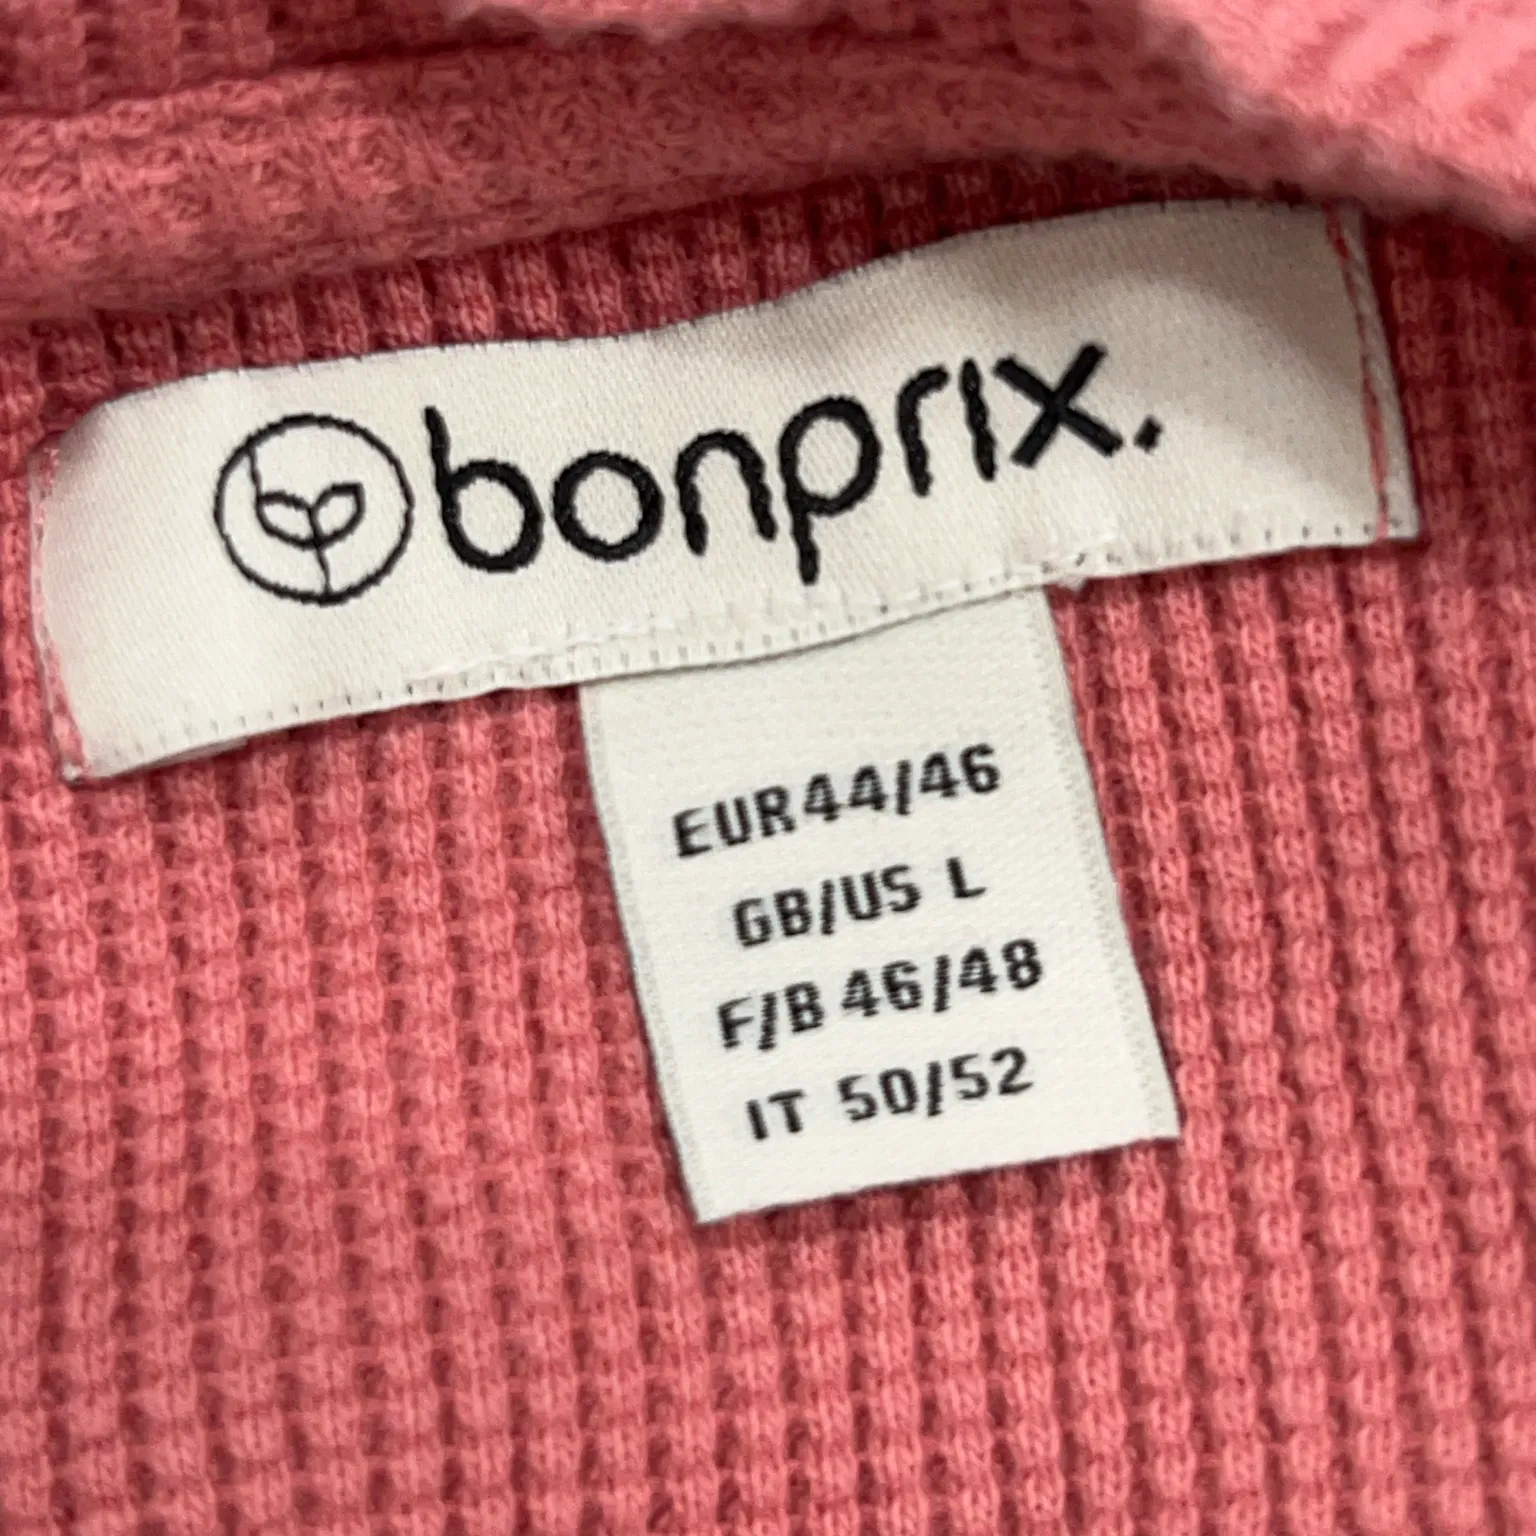 bonprix.
EUR44/46
GB/US L
F/B 46/48
IT 50/52